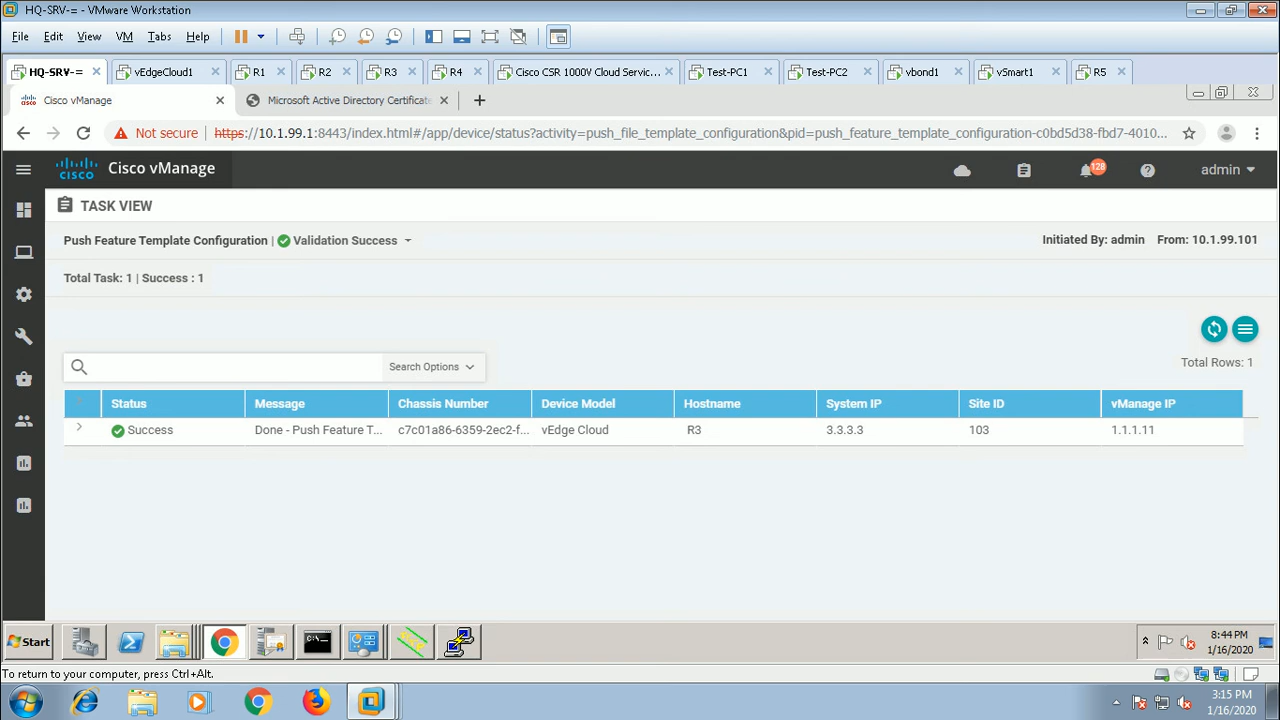 HQ-SRV-= - VMware Workstation
File Edit View VM Tabs Help
HQ-SRV-= vEdgeCloud1 R1 R2 R3 R4 Cisco CSR 1000V Cloud Servic... Test-PC1 Test-PC2 vbond1 vSmart1 R5
Cisco vManage Microsoft Active Directory Certificate
Not secure https://10.1.99.1:8443/index.html#/app/device/status?activity=push_file_template_configuration&pid=push_feature_template_configuration-c0bd5d38-fbd7-4010...
cisco Cisco vManage 128 admin
TASK VIEW
Push Feature Template Configuration | Validation Success Initiated By: admin From: 10.1.99.101
Total Task: 1 | Success : 1
Search Options Total Rows: 1
Status Message Chassis Number Device Model Hostname System IP Site ID vManage IP
Success Done - Push Feature T... c7c01a86-6359-2ec2-f... vEdge Cloud R3 3.3.3.3 103 1.1.1.11
Start 8:44 PM
1/16/2020
To return to your computer, press Ctrl+Alt.
3:15 PM
1/16/2020